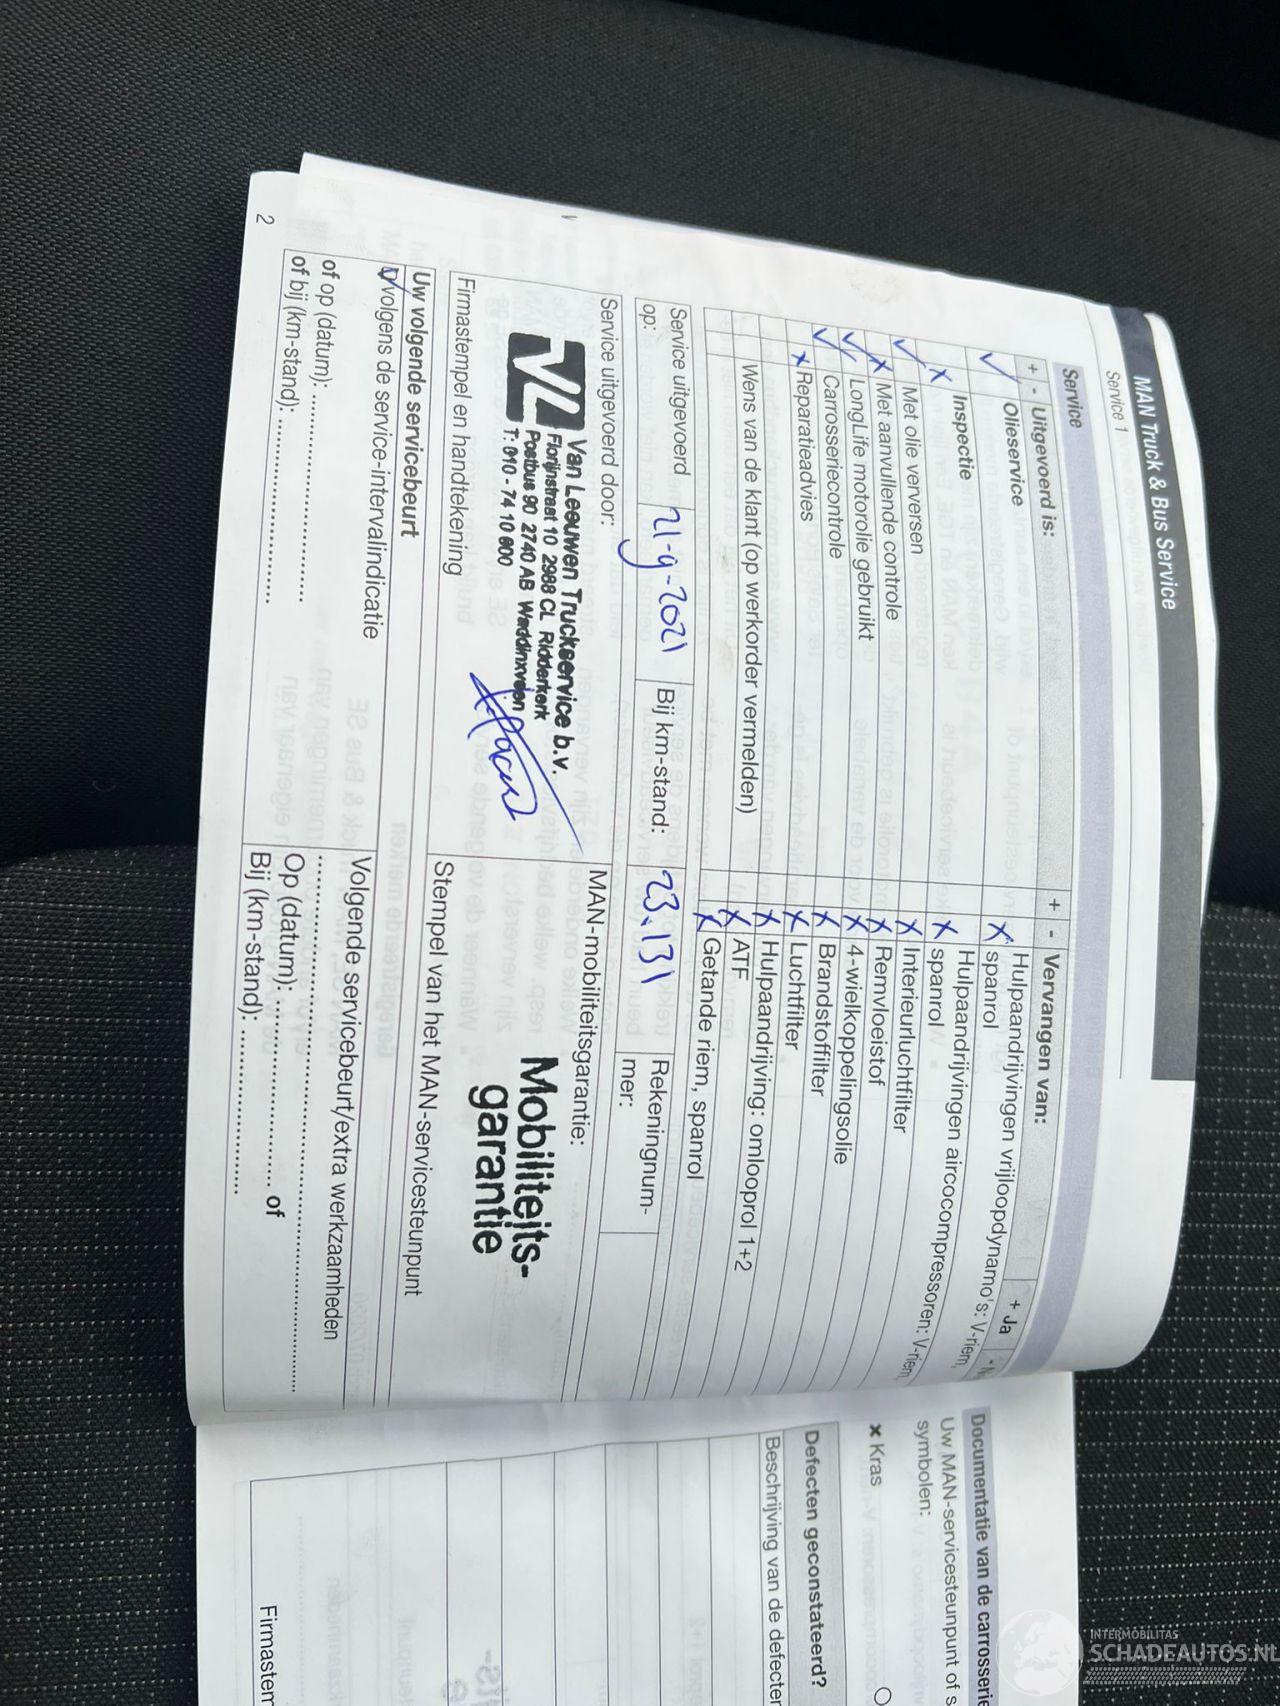 MAN Truck & Bus Service
Service 1
Service
+ - Uitgevoerd is:
Olieservice
Inspectie
Met olie verversen
Met aanvullende controle
LongLife motorolie gebruikt
Carrosseriecontrole
Reparatieadvies
Wens van de klant (op werkorder vermelden)
+ - Vervangen van:
+ Ja
Hulpaandrijvingen vrijloopdynamo's: V-riem,
spanrol
Hulpaandrijvingen aircocompressoren: V-riem,
spanrol
Interieurluchtfilter
Remvloeistof
4-wielkoppelingsolie
Brandstoffilter
Luchtfilter
Hulpaandrijving: omlooprol 1+2
ATF
Getande riem, spanrol
Service uitgevoerd
op:
21-9-2021
Bij km-stand:
23.131
Rekeningnum-
mer:
Service uitgevoerd door:
Van Leeuwen Truckservice b.v.
Florijnstraat 10 2988 CL Ridderkerk
Postbus 90 2740 AB Waddinxveen
T: 010 - 74 10 600
Firmastempel en handtekening
MAN-mobiliteitsgarantie:
Mobiliteits-
garantie
Stempel van het MAN-servicesteunpunt
Uw volgende servicebeurt
volgens de service-intervalindicatie
of op (datum): ..............................
of bij (km-stand): ..............................
Volgende servicebeurt/extra werkzaamheden
..............................
Op (datum): .............................. of
Bij (km-stand): ..............................
2
Documentatie van de carrosserie
Uw MAN-servicesteunpunt of s
symbolen:
x Kras
Defecten geconstateerd?
Beschrijving van de defecten
Firmastem
INTERMOBILITAS
SCHADEAUTOS.NL